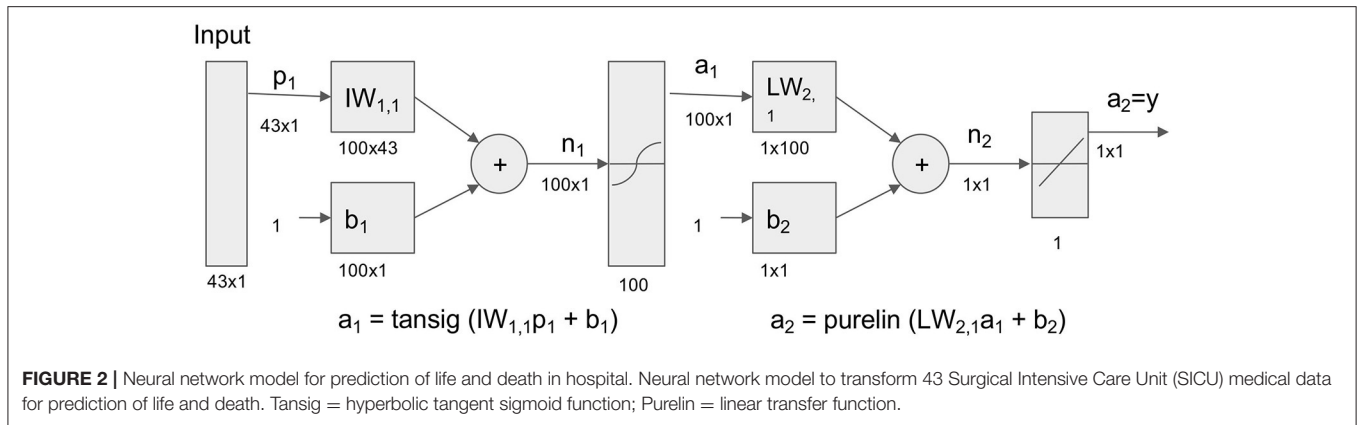 Input
p₁
43x1
IW₁,₁
100x43
1
b₁
100x1
43x1
+
n₁
100x1
100
a₁
100x1
LW₂,
1
1x100
1
b₂
1x1
+
n₂
1x1
1
a₂=y
1x1
a₁ = tansig (IW₁,₁p₁ + b₁)
a₂ = purelin (LW₂,₁a₁ + b₂)
FIGURE 2 | Neural network model for prediction of life and death in hospital. Neural network model to transform 43 Surgical Intensive Care Unit (SICU) medical data
for prediction of life and death. Tansig = hyperbolic tangent sigmoid function; Purelin = linear transfer function.